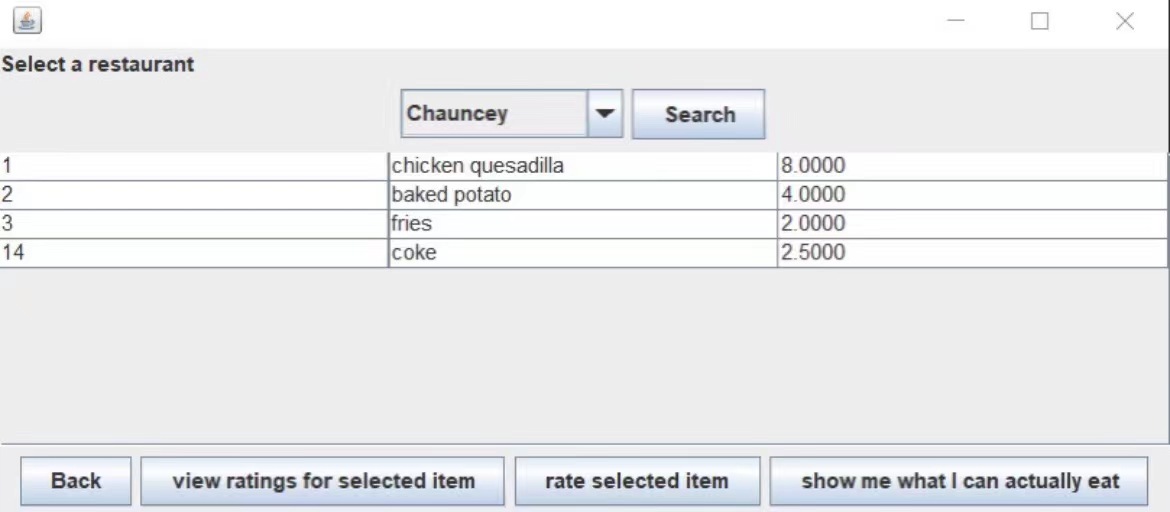 Select a restaurant
Chauncey Search
1 chicken quesadilla 8.0000
2 baked potato 4.0000
3 fries 2.0000
14 coke 2.5000
Back view ratings for selected item rate selected item show me what I can actually eat